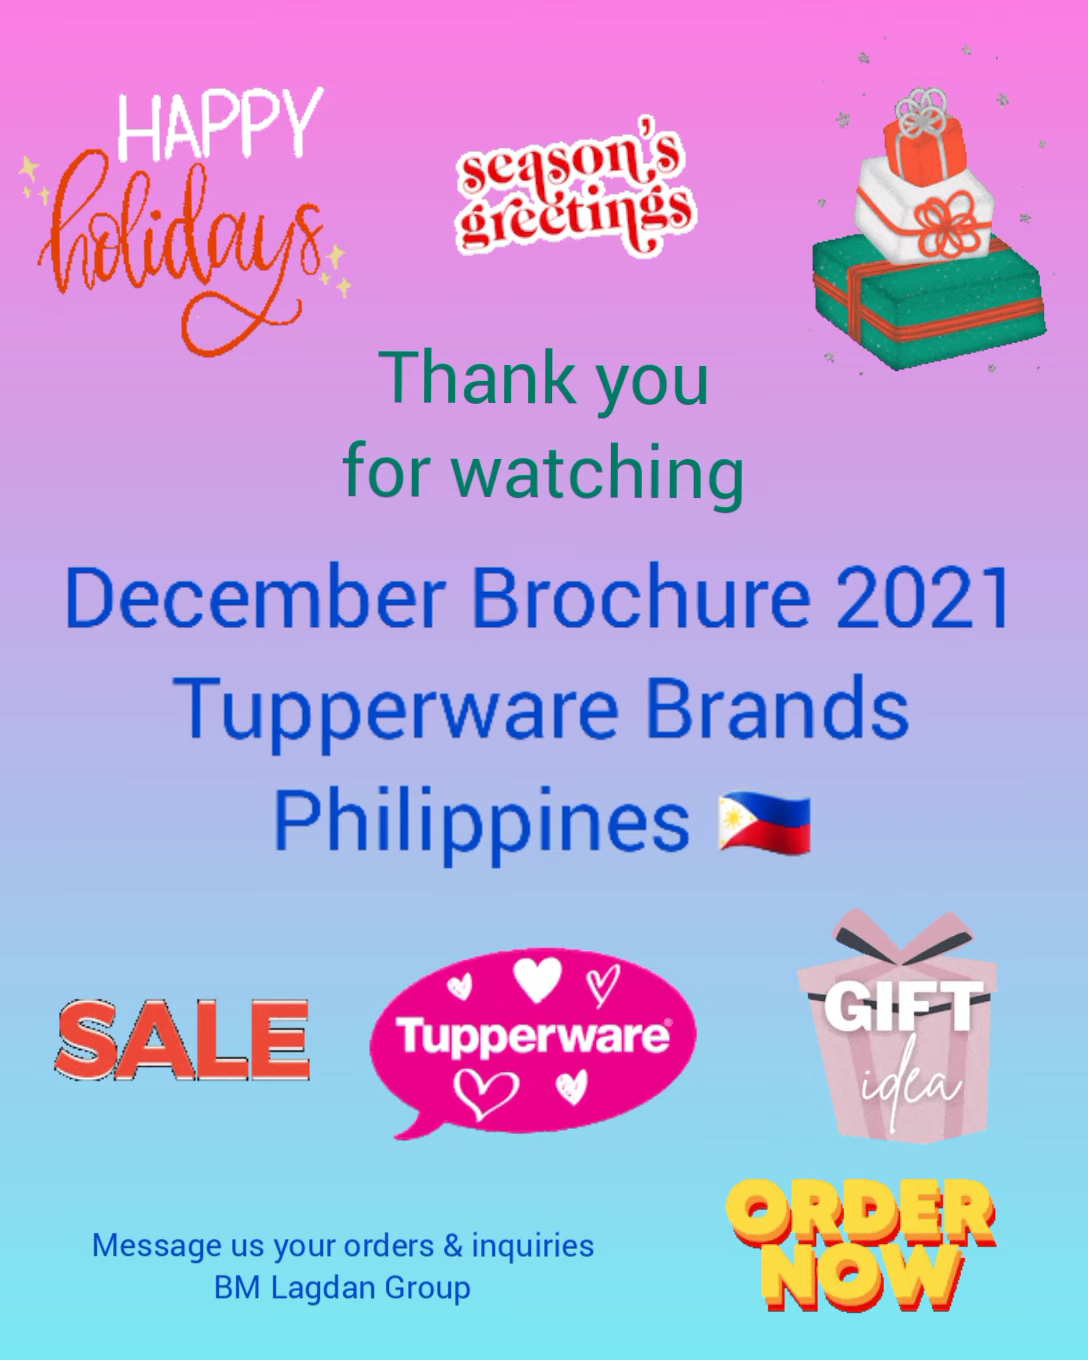 HAPPY
holidays
season's
greetings
Thank you
for watching
December Brochure 2021
Tupperware Brands
Philippines 🇵🇭
SALE
Tupperware®
GIFT
idea
ORDER
NOW
Message us your orders & inquiries
BM Lagdan Group